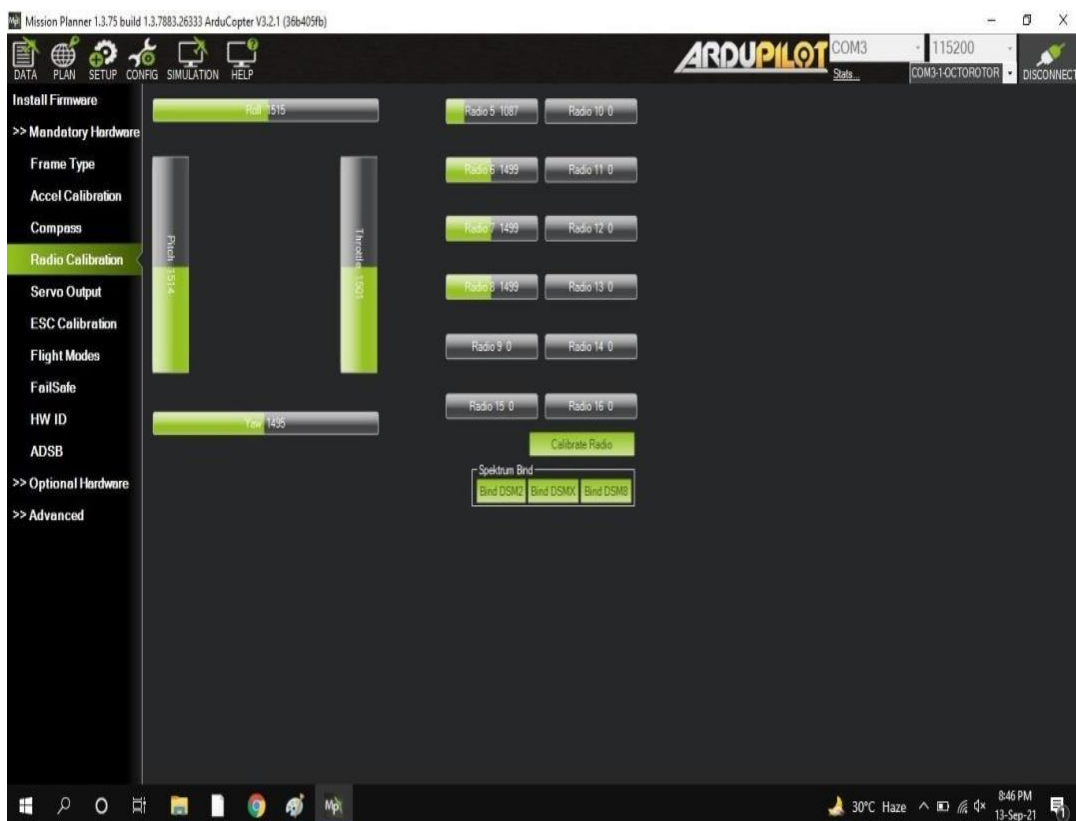 Mission Planner 1.3.75 build 1.3.7883.26333 ArduCopter V3.2.1 (36b405fb)
DATA PLAN SETUP CONFIG SIMULATION HELP
ARDUPILOT
COM3 115200
Stats... COM3-1-OCTOROTOR DISCONNECT
Install Firmware
>> Mandatory Hardware
Frame Type
Accel Calibration
Compass
Radio Calibration
Servo Output
ESC Calibration
Flight Modes
FailSafe
HW ID
ADSB
>> Optional Hardware
>> Advanced
Roll 1515
Pitch 1514
Throttle 1501
Yaw 1495
Radio 5 1087 Radio 10 0
Radio 6 1499 Radio 11 0
Radio 7 1499 Radio 12 0
Radio 8 1499 Radio 13 0
Radio 9 0 Radio 14 0
Radio 15 0 Radio 16 0
Calibrate Radio
Spektrum Bind
Bind DSM2 Bind DSMX Bind DSM8
Mp
30°C Haze
8:46 PM
13-Sep-21
1